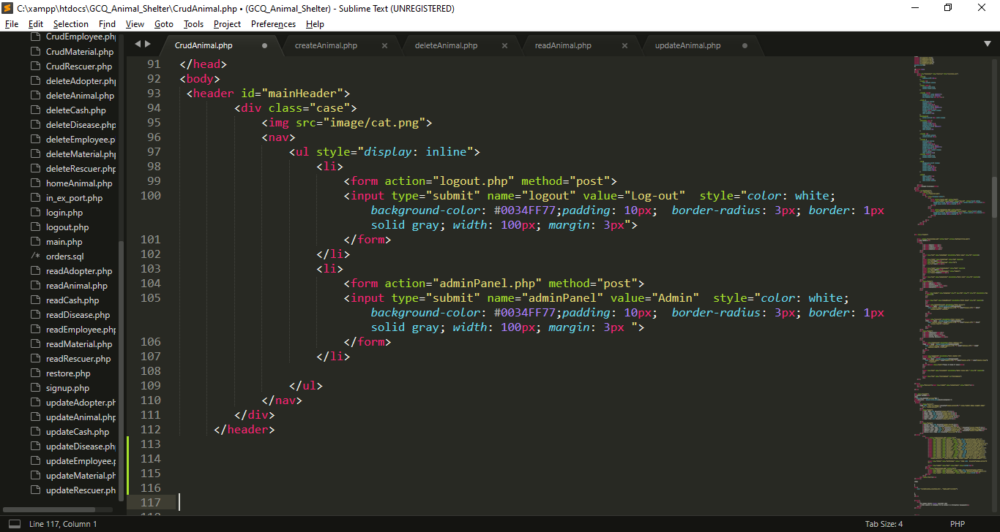 C:\xampp\htdocs\GCQ_Animal_Shelter\CrudAnimal.php • (GCQ_Animal_Shelter) - Sublime Text (UNREGISTERED)
File Edit Selection Find View Goto Tools Project Preferences Help
CrudEmployee.ph
CrudMaterial.php
CrudRescuer.php
deleteAdopter.php
deleteAnimal.php
deleteCash.php
deleteDisease.php
deleteEmployee.p
deleteMaterial.php
deleteRescuer.php
homeAnimal.php
in_ex_port.php
login.php
logout.php
main.php
/* orders.sql
readAdopter.php
readAnimal.php
readCash.php
readDisease.php
readEmployee.php
readMaterial.php
readRescuer.php
restore.php
signup.php
updateAdopter.ph
updateAnimal.php
updateCash.php
updateDisease.ph
updateEmployee.p
updateMaterial.ph
updateRescuer.ph
CrudAnimal.php createAnimal.php deleteAnimal.php readAnimal.php updateAnimal.php
91 </head>
92 <body>
93 <header id="mainHeader">
94 <div class="case">
95 <img src="image/cat.png">
96 <nav>
97 <ul style="display: inline">
98 <li>
99 <form action="logout.php" method="post">
100 <input type="submit" name="logout" value="Log-out"  style="color: white;
background-color: #0034FF77;padding: 10px;  border-radius: 3px; border: 1px
solid gray; width: 100px; margin: 3px">
101 </form>
102 </li>
103 <li>
104 <form action="adminPanel.php" method="post">
105 <input type="submit" name="adminPanel" value="Admin"  style="color: white;
background-color: #0034FF77;padding: 10px;  border-radius: 3px; border: 1px
solid gray; width: 100px; margin: 3px ">
106 </form>
107 </li>
108
109 </ul>
110 </nav>
111 </div>
112 </header>
113
114
115
116
117
Line 117, Column 1 Tab Size: 4 PHP